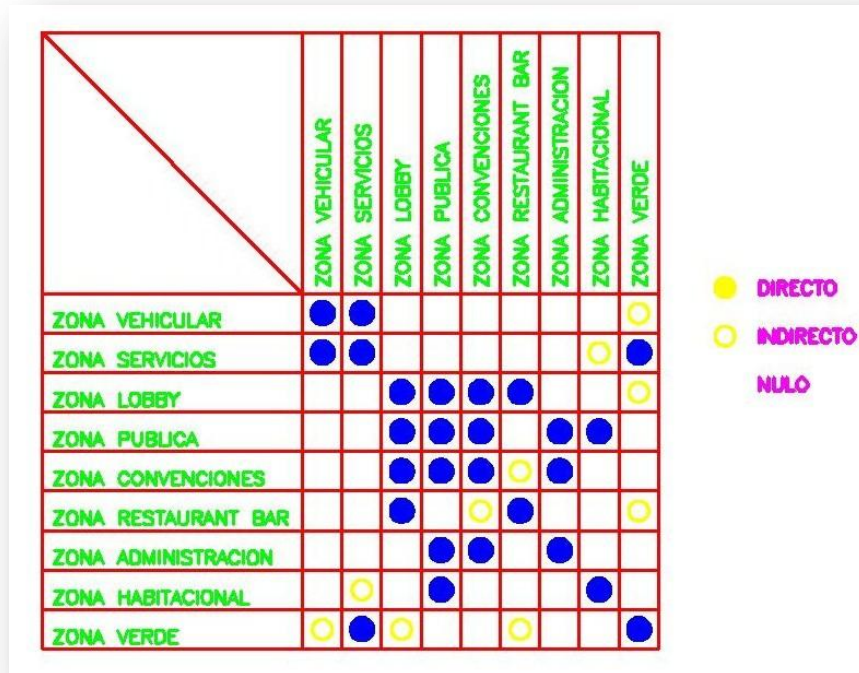 ZONA VEHICULAR
ZONA SERVICIOS
ZONA LOBBY
ZONA PUBLICA
ZONA CONVENCIONES
ZONA RESTAURANT BAR
ZONA ADMINISTRACION
ZONA HABITACIONAL
ZONA VERDE
ZONA VEHICULAR
ZONA SERVICIOS
ZONA LOBBY
ZONA PUBLICA
ZONA CONVENCIONES
ZONA RESTAURANT BAR
ZONA ADMINISTRACION
ZONA HABITACIONAL
ZONA VERDE
DIRECTO
INDIRECTO
NULO